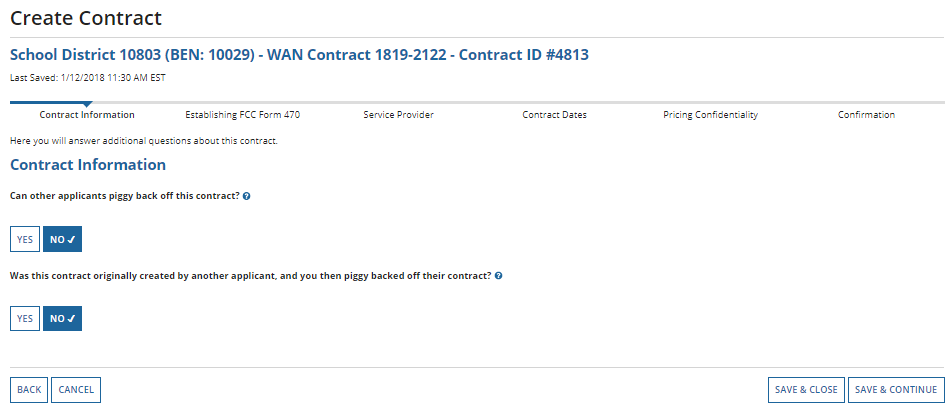 Create Contract
School District 10803 (BEN: 10029) - WAN Contract 1819-2122 - Contract ID #4813
Last Saved: 1/12/2018 11:30 AM EST
Contract Information Establishing FCC Form 470 Service Provider Contract Dates Pricing Confidentiality Confirmation
Here you will answer additional questions about this contract.
Contract Information
Can other applicants piggy back off this contract? ?
YES NO ✓
Was this contract originally created by another applicant, and you then piggy backed off their contract? ?
YES NO ✓
BACK CANCEL SAVE & CLOSE SAVE & CONTINUE